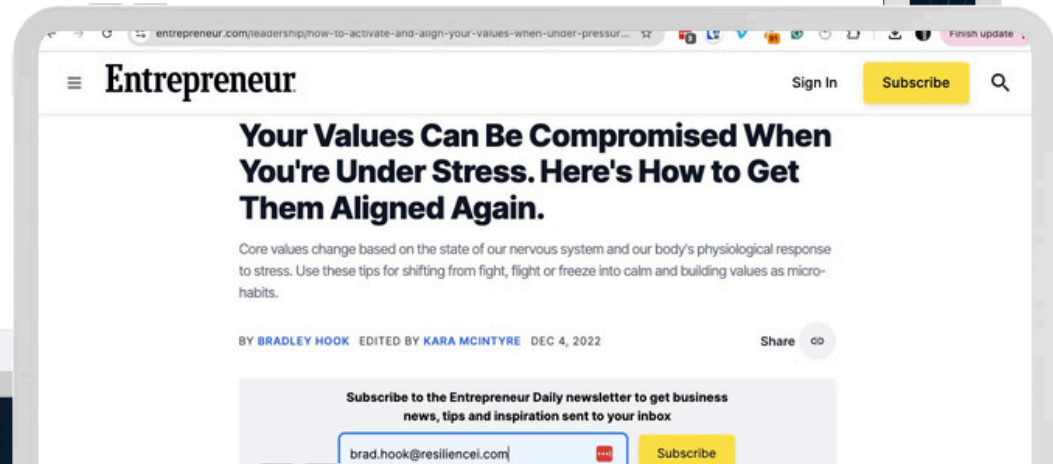 entrepreneur.com/leadership/how-to-activate-and-align-your-values-when-under-pressur...
Finish update
Entrepreneur
Sign In
Subscribe
Your Values Can Be Compromised When
You're Under Stress. Here's How to Get
Them Aligned Again.
Core values change based on the state of our nervous system and our body's physiological response
to stress. Use these tips for shifting from fight, flight or freeze into calm and building values as micro-
habits.
BY BRADLEY HOOK EDITED BY KARA MCINTYRE DEC 4, 2022
Share
Subscribe to the Entrepreneur Daily newsletter to get business
news, tips and inspiration sent to your inbox
brad.hook@resiliencei.com
Subscribe